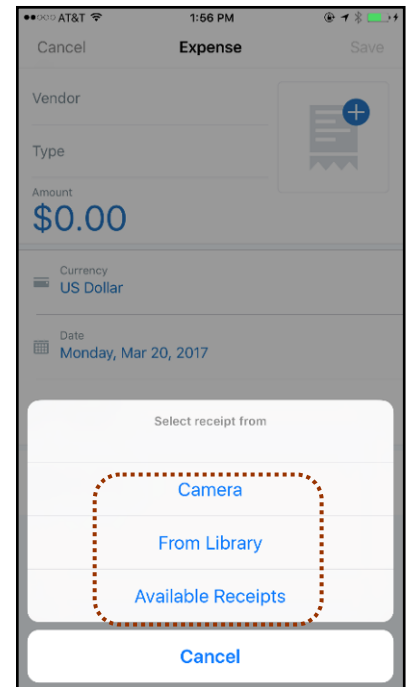 AT&T 1:56 PM
Cancel Expense Save
Vendor
Type
Amount
$0.00
Currency
US Dollar
Date
Monday, Mar 20, 2017
Select receipt from
Camera
From Library
Available Receipts
Cancel